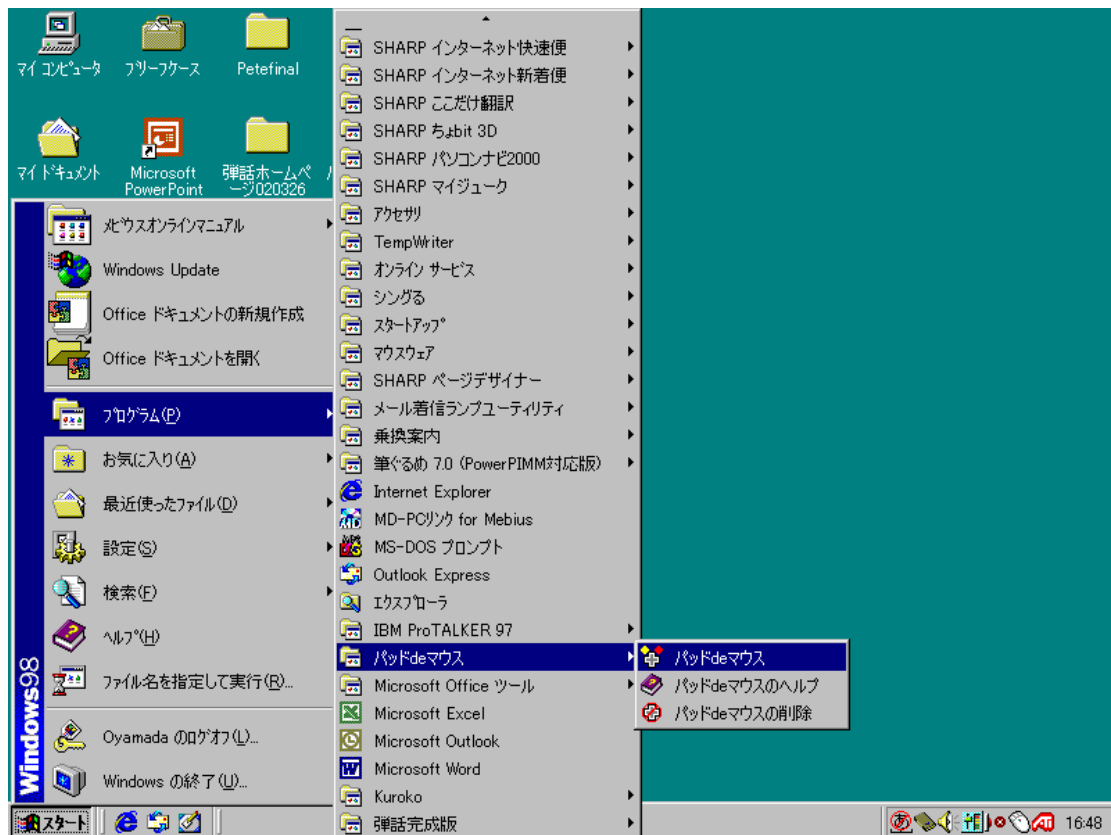 マイ コンピュータ
ブリーフケース
Petefinal
マイ ドキュメント
Microsoft
PowerPoint
弾話ホームペ
ージ020326
メビウスオンラインマニュアル
Windows Update
Office ドキュメントの新規作成
Office ドキュメントを開く
プログラム(P)
お気に入り(A)
最近使ったファイル(D)
設定(S)
検索(F)
ヘルプ(H)
ファイル名を指定して実行(R)...
Oyamada のログオフ(L)...
Windows の終了(U)...
Windows98
SHARP インターネット快速便
SHARP インターネット新着便
SHARP ここだけ翻訳
SHARP ちょbit 3D
SHARP パソコンナビ2000
SHARP マイジューク
アクセサリ
TempWriter
オンライン サービス
シングる
スタートアップ
マウスウェア
SHARP ページデザイナー
メール着信ランプユーティリティ
乗換案内
筆ぐるめ 7.0 (PowerPIMM対応版)
Internet Explorer
MD-PCリンク for Mebius
MS-DOS プロンプト
Outlook Express
エクスプローラ
IBM ProTALKER 97
パッドdeマウス
Microsoft Office ツール
Microsoft Excel
Microsoft Outlook
Microsoft Word
Kuroko
弾話完成版
パッドdeマウス
パッドdeマウスのヘルプ
パッドdeマウスの削除
スタート
16:48